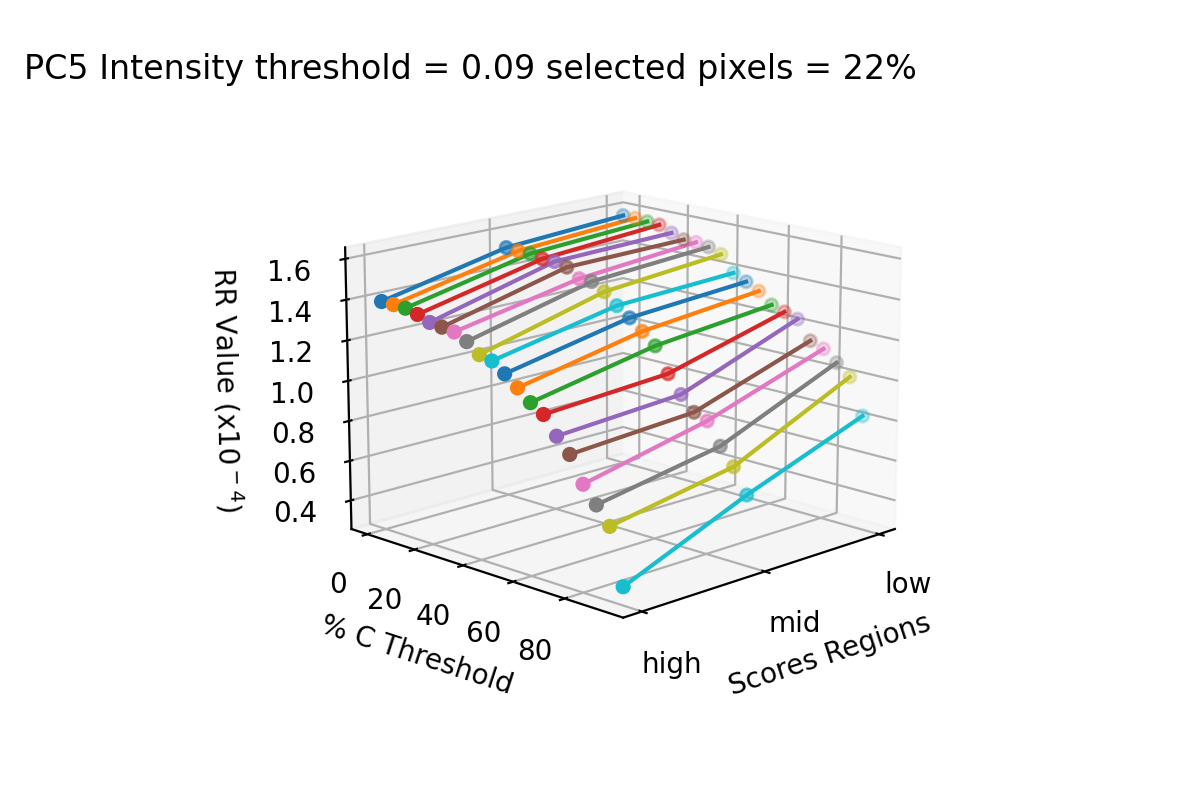 PC5 Intensity threshold = 0.09 selected pixels = 22%
RR Value (x10⁻⁴)
1.6
1.4
1.2
1.0
0.8
0.6
0.4
0
20
40
60
80
% C Threshold
high
mid
low
Scores Regions